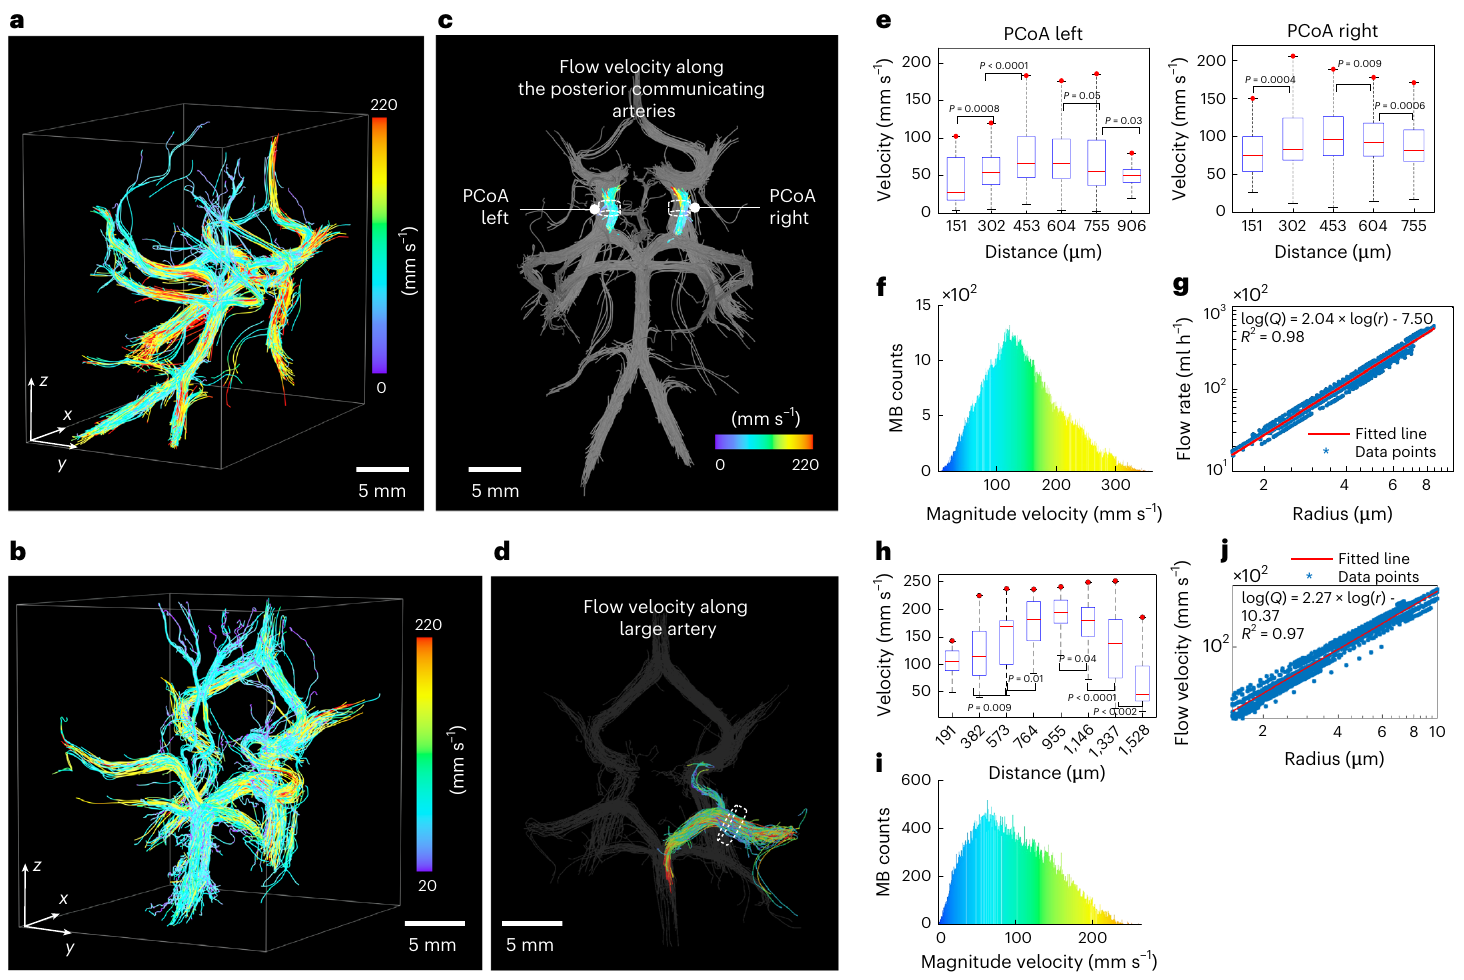 a
220
(mm s⁻¹)
0
z
x
y
5 mm
c
Flow velocity along
the posterior communicating
arteries
PCoA
left
PCoA
right
(mm s⁻¹)
0 220
5 mm
e
PCoA left
Velocity (mm s⁻¹)
200
150
100
50
0
P = 0.0008
P < 0.0001
P = 0.05
P = 0.03
151 302 453 604 755 906
Distance (μm)
PCoA right
Velocity (mm s⁻¹)
200
150
100
50
0
P = 0.0004
P = 0.009
P = 0.0006
151 302 453 604 755
Distance (μm)
f
×10²
MB counts
15
10
5
0
100 200 300
Magnitude velocity (mm s⁻¹)
g
×10²
Flow rate (ml h⁻¹)
10³
10²
10¹
log(Q) = 2.04 × log(r) - 7.50
R² = 0.98
Fitted line
* Data points
2 4 6 8
Radius (μm)
b
220
(mm s⁻¹)
20
z
x
y
5 mm
d
Flow velocity along
large artery
5 mm
h
Velocity (mm s⁻¹)
250
200
150
100
50
P = 0.009
P = 0.01
P = 0.04
P < 0.0001
P < 0.002
191 382 573 764 955 1,146 1,337 1,528
Distance (μm)
i
MB counts
600
400
200
0
0 100 200
Magnitude velocity (mm s⁻¹)
j
Fitted line
* Data points
×10²
Flow velocity (mm s⁻¹)
10²
log(Q) = 2.27 × log(r) -
10.37
R² = 0.97
2 4 6 8 10
Radius (μm)